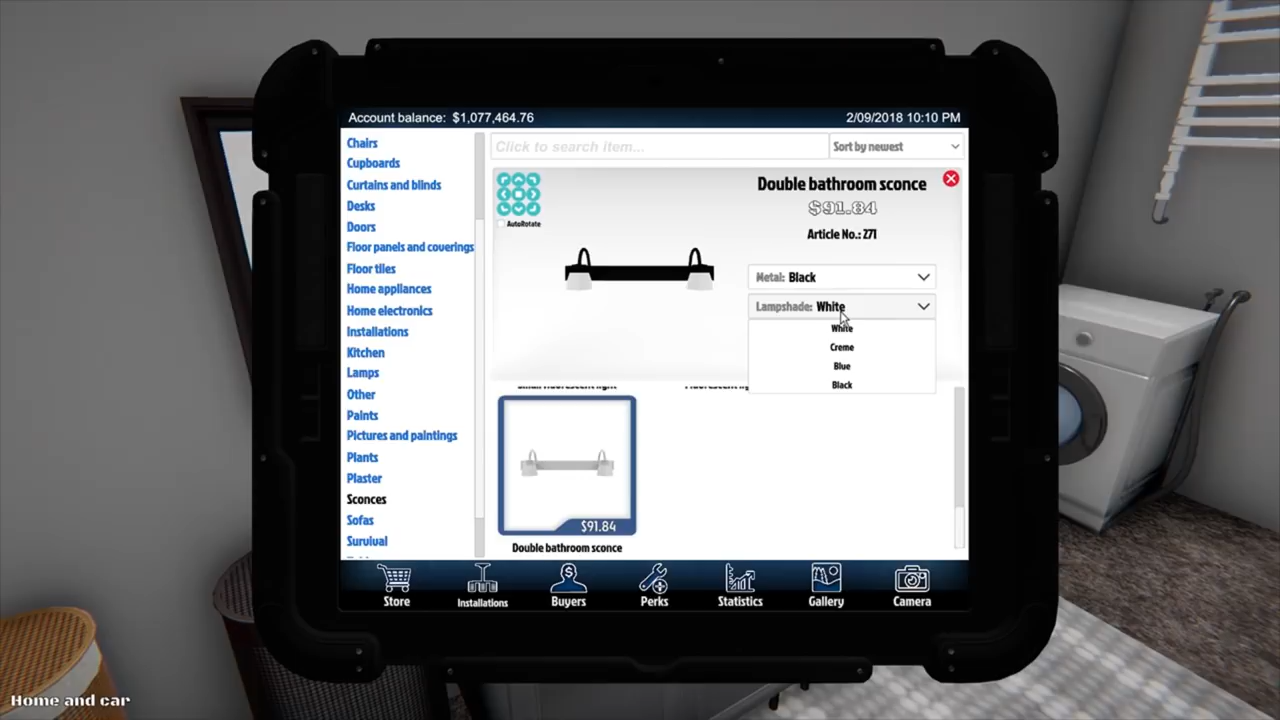 Account balance: $1,077,464.76
2/09/2018 10:10 PM
Chairs
Cupboards
Curtains and blinds
Desks
Doors
Floor panels and coverings
Floor tiles
Home appliances
Home electronics
Installations
Kitchen
Lamps
Other
Paints
Pictures and paintings
Plants
Plaster
Sconces
Sofas
Survival
Click to search item...
Sort by newest
AutoRotate
Double bathroom sconce
$91.84
Article No.: Z71
Metal: Black
Lampshade: White
White
Creme
Blue
Black
Small fluorescent light
$91.84
Double bathroom sconce
Store
Installations
Buyers
Perks
Statistics
Gallery
Camera
Home and car